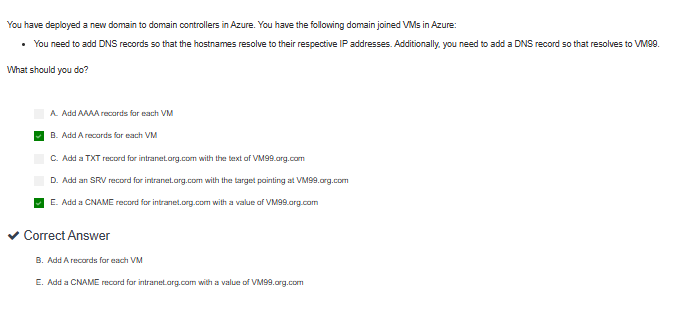 You have deployed a new domain to domain controllers in Azure. You have the following domain joined VMs in Azure:
• You need to add DNS records so that the hostnames resolve to their respective IP addresses. Additionally, you need to add a DNS record so that resolves to VM99.
What should you do?
A. Add AAAA records for each VM
B. Add A records for each VM
C. Add a TXT record for intranet.org.com with the text of VM99.org.com
D. Add an SRV record for intranet.org.com with the target pointing at VM99.org.com
E. Add a CNAME record for intranet.org.com with a value of VM99.org.com
Correct Answer
B. Add A records for each VM
E. Add a CNAME record for intranet.org.com with a value of VM99.org.com